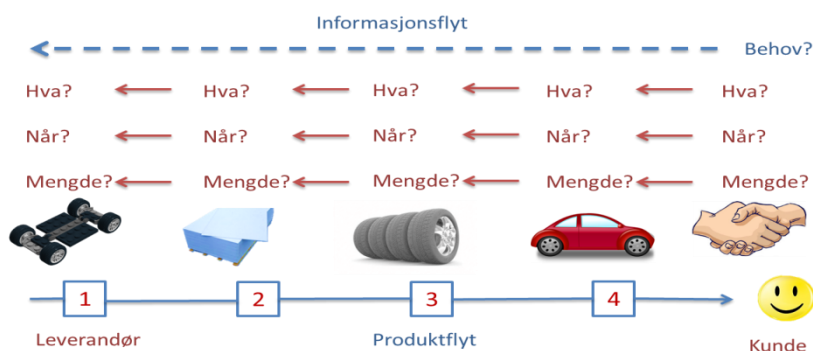 Informasjonsflyt
Behov?
Hva? Hva? Hva? Hva? Hva?
Når? Når? Når? Når? Når?
Mengde? Mengde? Mengde? Mengde? Mengde?
1 2 3 4
Leverandør Produktflyt Kunde